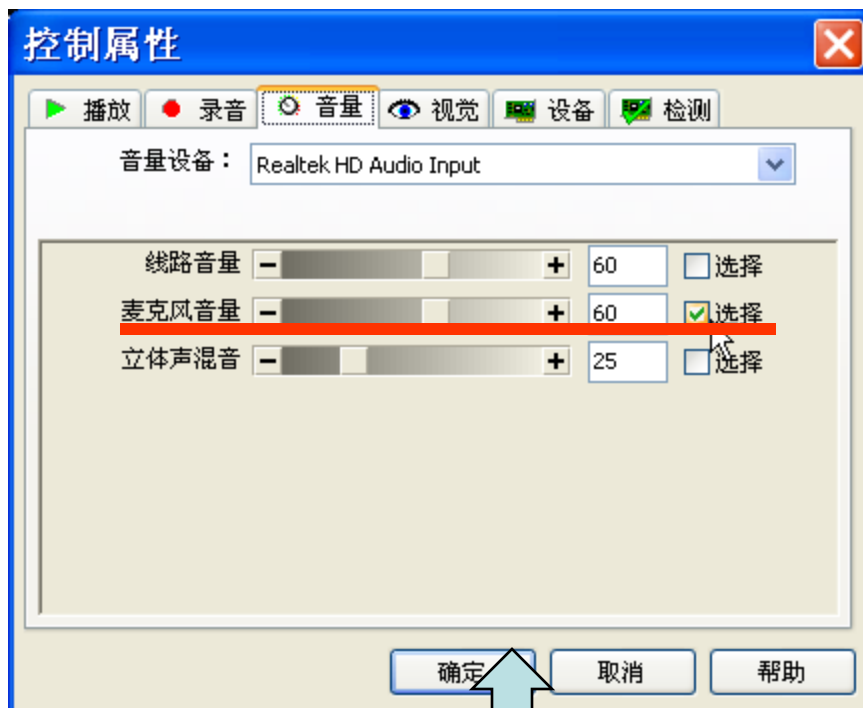 控制属性
播放 录音 音量 视觉 设备 检测
音量设备： Realtek HD Audio Input
线路音量 60 选择
麦克风音量 60 选择
立体声混音 25 选择
确定 取消 帮助